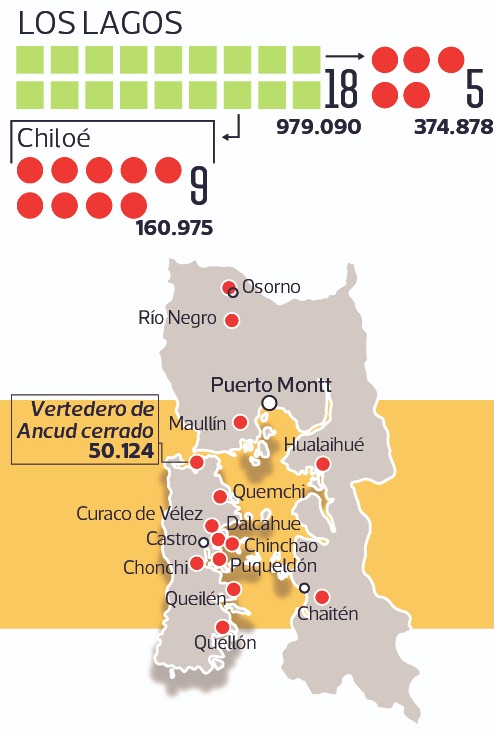 LOS LAGOS
18
5
979.090
374.878
Chiloé
9
160.975
Osorno
Río Negro
Puerto Montt
Vertedero de
Ancud cerrado
50.124
Maullín
Hualaihué
Quemchi
Curaco de Vélez
Dalcahue
Castro
Chinchao
Chonchi
Puqueldón
Queilén
Chaitén
Quellón